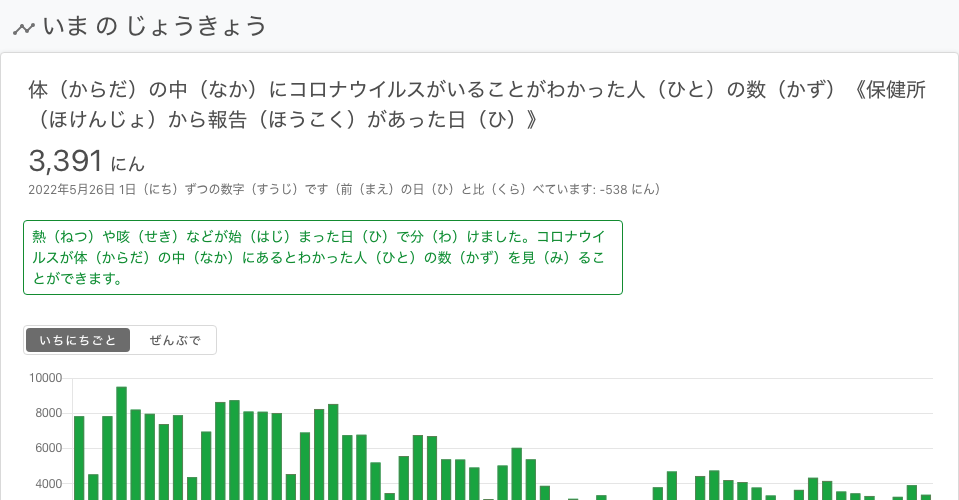 いま の じょうきょう
体（からだ）の中（なか）にコロナウイルスがいることがわかった人（ひと）の数（かず）《保健所
（ほけんじょ）から報告（ほうこく）があった日（ひ）》
3,391 にん
2022年5月26日 1日（にち）ずつの数字（すうじ）です（前（まえ）の日（ひ）と比（くら）べています: -538 にん）
熱（ねつ）や咳（せき）などが始（はじ）まった日（ひ）で分（わ）けました。コロナウイ
ルスが体（からだ）の中（なか）にあるとわかった人（ひと）の数（かず）を見（み）るこ
とができます。
いちにちごと ぜんぶで
10000
8000
6000
4000